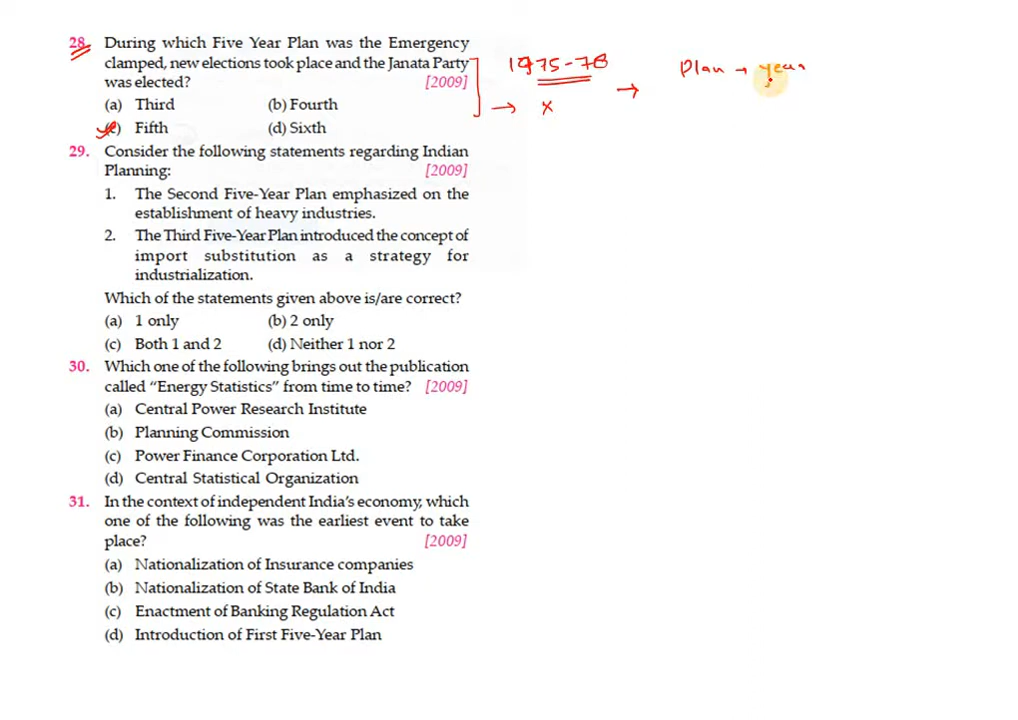 28. During which Five Year Plan was the Emergency
clamped, new elections took place and the Janata Party
was elected? [2009]
(a) Third (b) Fourth
(c) Fifth (d) Sixth
1975-78
→ x
→ Plan → year
29. Consider the following statements regarding Indian
Planning: [2009]
1. The Second Five-Year Plan emphasized on the
establishment of heavy industries.
2. The Third Five-Year Plan introduced the concept of
import substitution as a strategy for
industrialization.
Which of the statements given above is/are correct?
(a) 1 only (b) 2 only
(c) Both 1 and 2 (d) Neither 1 nor 2
30. Which one of the following brings out the publication
called “Energy Statistics” from time to time? [2009]
(a) Central Power Research Institute
(b) Planning Commission
(c) Power Finance Corporation Ltd.
(d) Central Statistical Organization
31. In the context of independent India’s economy, which
one of the following was the earliest event to take
place? [2009]
(a) Nationalization of Insurance companies
(b) Nationalization of State Bank of India
(c) Enactment of Banking Regulation Act
(d) Introduction of First Five-Year Plan